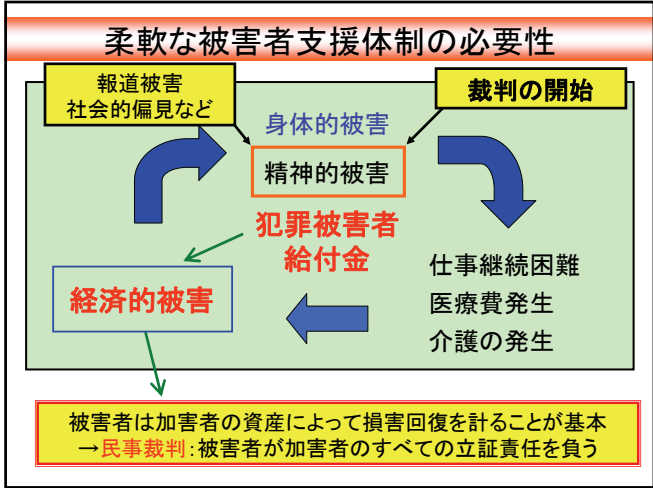 柔軟な被害者支援体制の必要性
報道被害
社会的偏見など
裁判の開始
身体的被害
精神的被害
犯罪被害者
給付金
仕事継続困難
医療費発生
介護の発生
経済的被害
被害者は加害者の資産によって損害回復を計ることが基本
→民事裁判:被害者が加害者のすべての立証責任を負う